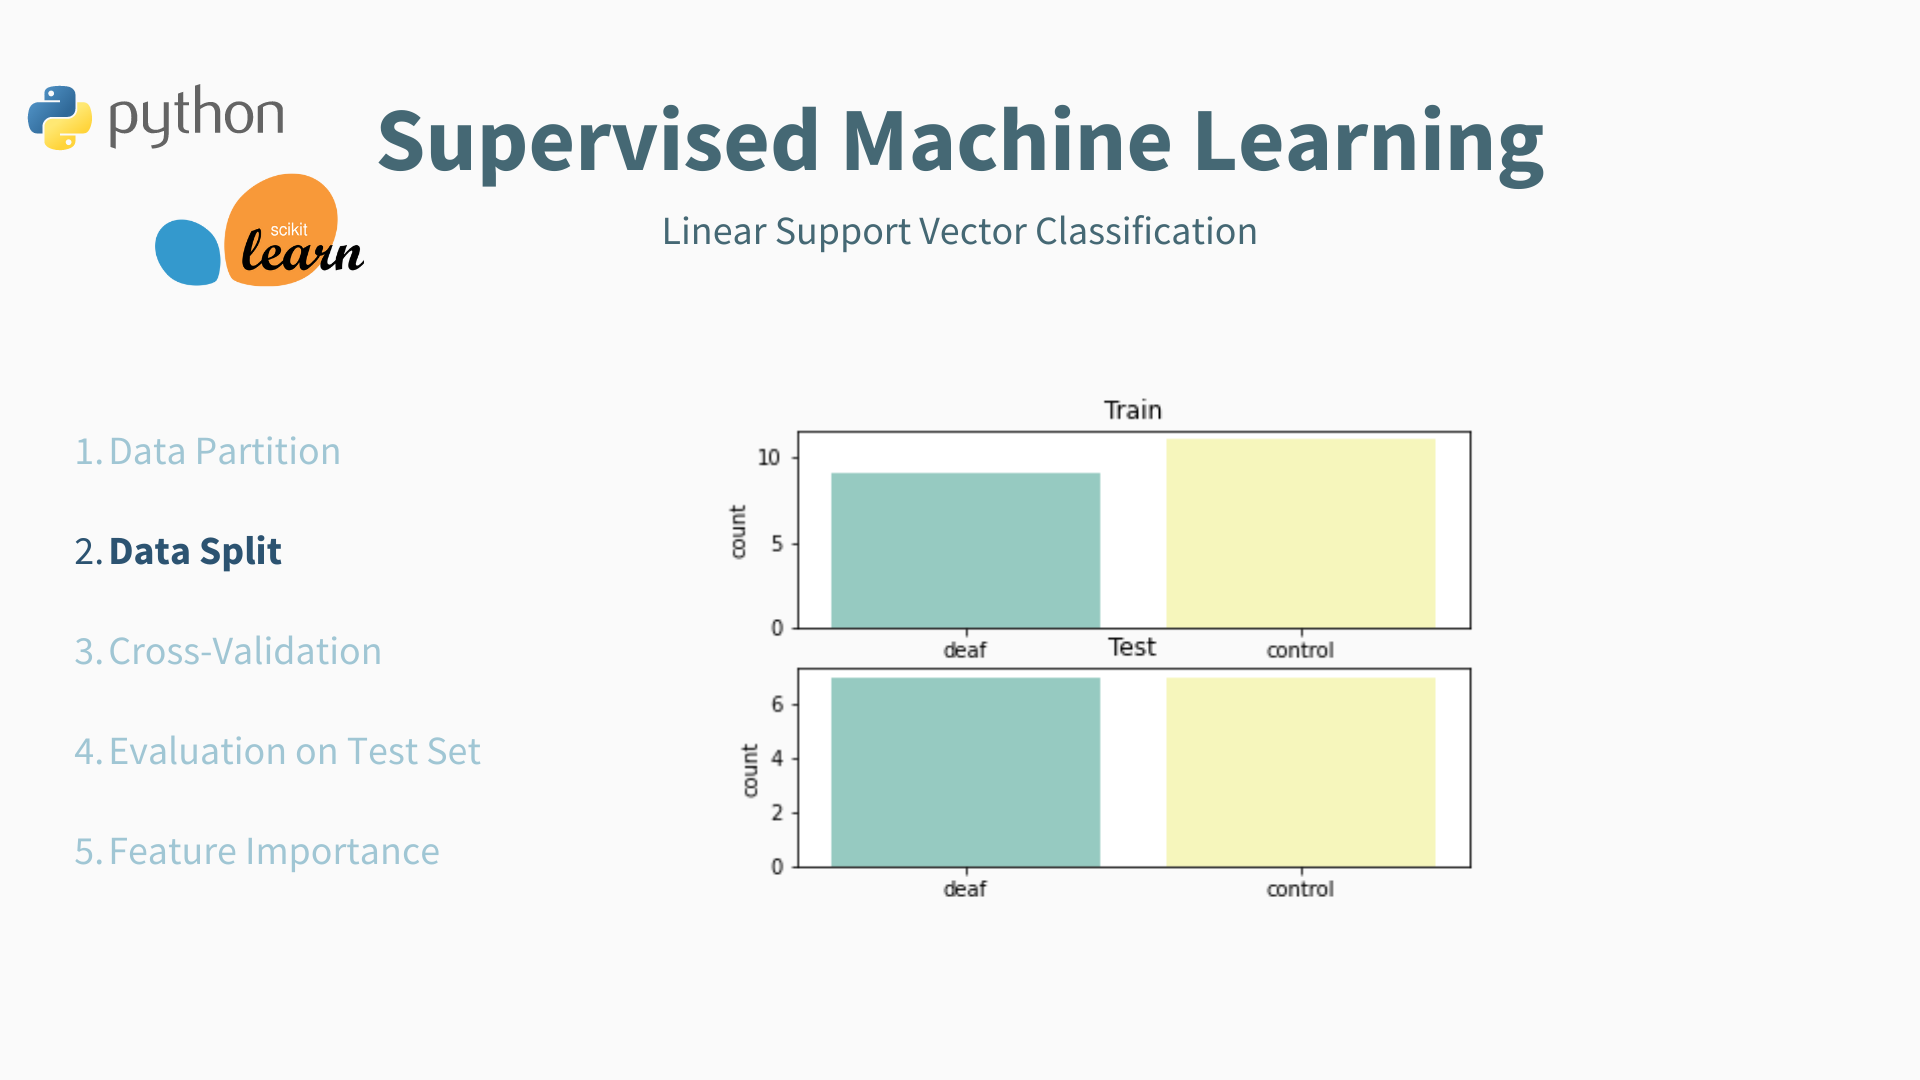 python
Supervised Machine Learning
scikit
learn
Linear Support Vector Classification
1. Data Partition
2. Data Split
3. Cross-Validation
4. Evaluation on Test Set
5. Feature Importance
Train
10
5
0
count
deaf
control
Test
6
4
2
0
count
deaf
control